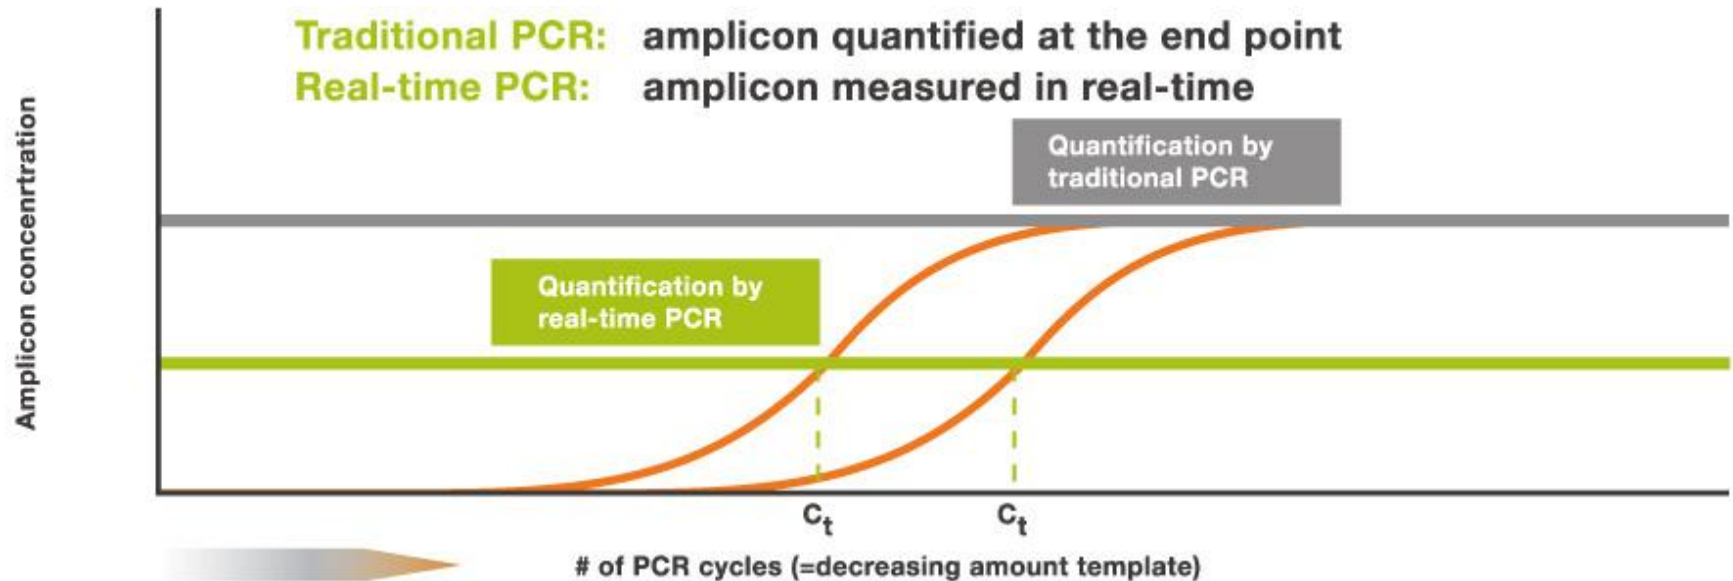 Traditional PCR: amplicon quantified at the end point
Real-time PCR: amplicon measured in real-time
Quantification by
traditional PCR
Quantification by
real-time PCR
Amplicon concenrtration
Ct
Ct
# of PCR cycles (=decreasing amount template)